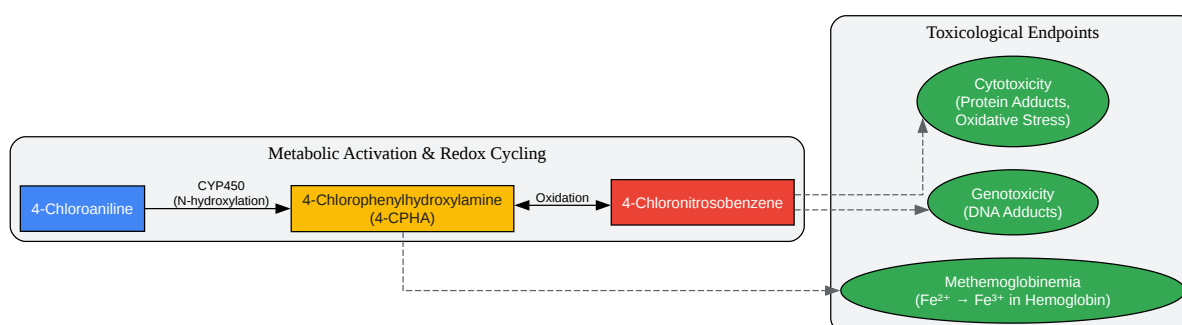 Toxicological Endpoints
Cytotoxicity
(Protein Adducts,
Oxidative Stress)
Metabolic Activation & Redox Cycling
CYP450
(N-hydroxylation)
4-Chloroaniline
4-Chlorophenylhydroxylamine
(4-CPHA)
Oxidation
4-Chloronitrosobenzene
Genotoxicity
(DNA Adducts)
Methemoglobinemia
(Fe²⁺ → Fe³⁺ in Hemoglobin)